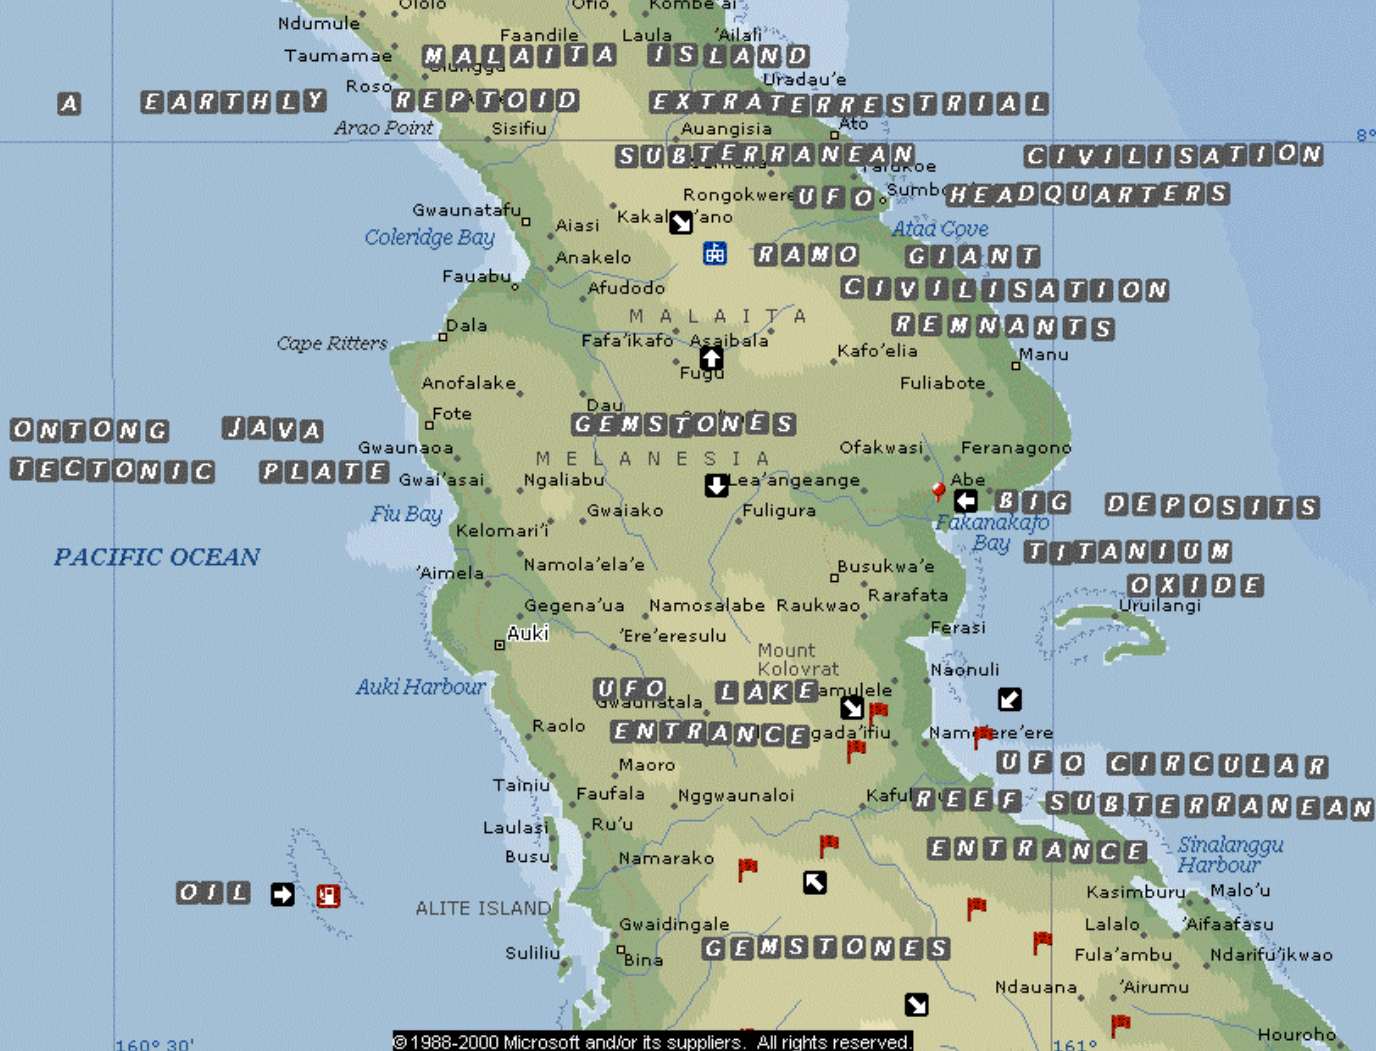 Ololo Ofio Kombe'ai
Ndumule Faandile Laula 'Ailafi
Taumamae MALAITA ISLAND
Uradau'e
Roso
A EARTHLY REPTOID EXTRATERRESTRIAL
Arao Point Sisifiu Auangisia Ato
8°
SUBTERRANEAN CIVILISATION
Rongokwere UFO HEADQUARTERS
Gwaunatafu Aiasi
Coleridge Bay Ataa Cove
Anakelo RAMO GIANT
Fauabu Afudodo CIVILISATION
MALAITA
Dala REMNANTS
Cape Ritters Fafa'ikafo Asaibala Kafo'elia Manu
Fugu
Anofalake Fuliabote
Dau
Fote
ONTONG JAVA GEMSTONES
Gwaunaoa Ofakwasi Feranagono
MELANESIA
TECTONIC PLATE Gwai'asai Ngaliabu Lea'angeange Abe
BIG DEPOSITS
Fiu Bay Gwaiako Fuligura Fakanakafo
Bay
Kelomari'i
PACIFIC OCEAN TITANIUM
'Aimela Namola'ela'e Busukwa'e
OXIDE
Gegena'ua Namosalabe Raukwao Rarafata Uruilangi
Auki 'Ere'eresulu Ferasi
Mount
Kolovrat Naonuli
Auki Harbour UFO LAKE
Raolo ENTRANCE
Maoro UFO CIRCULAR
Tainiu Faufala Nggwaunaloi REEF SUBTERRANEAN
Laulasi Ru'u
Busu Namarako ENTRANCE Sinalanggu
Harbour
OIL Kasimburu Malo'u
ALITE ISLAND Gwaidingale Lalalo 'Aifaafasu
Suliliu Bina GEMSTONES Fula'ambu Ndarifu'ikwao
Ndauana 'Airumu
Houroho
©1988-2000 Microsoft and/or its suppliers. All rights reserved.
160° 30' 161°